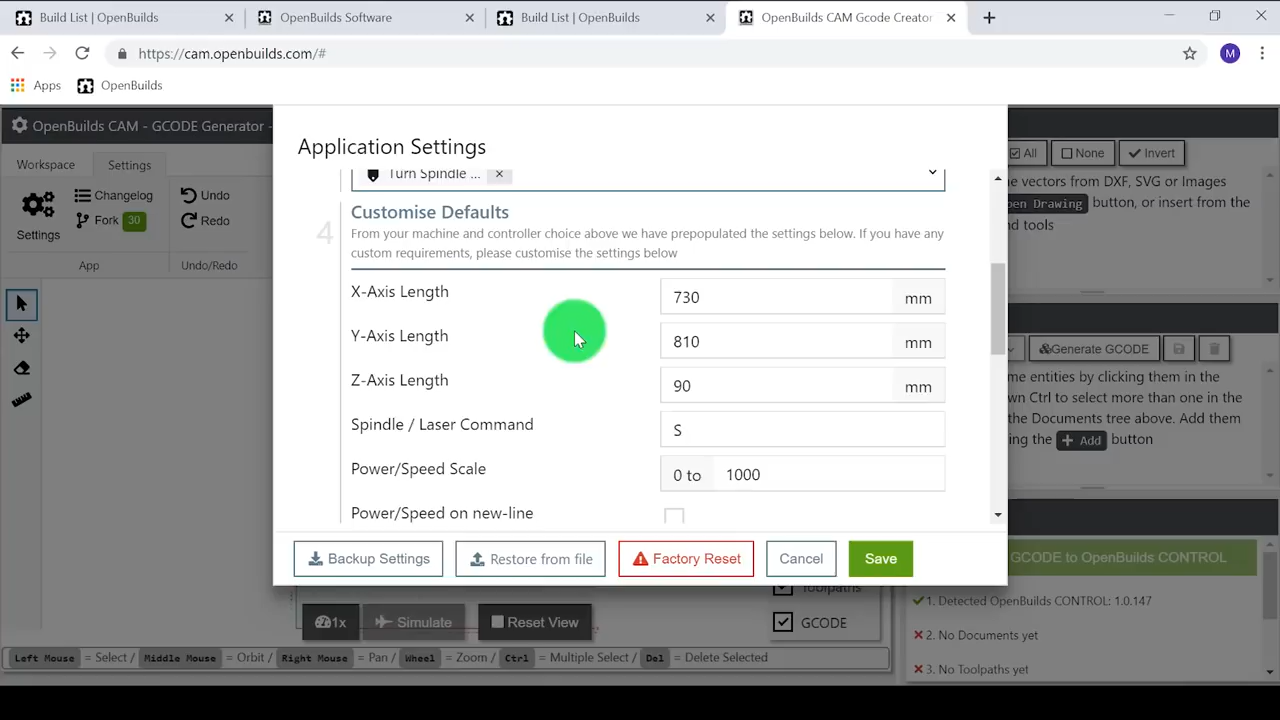 Build List | OpenBuilds
OpenBuilds Software
Build List | OpenBuilds
OpenBuilds CAM Gcode Creator
https://cam.openbuilds.com/#
M
Apps
OpenBuilds
OpenBuilds CAM - GCODE Generator -
Workspace
Settings
Settings
Changelog
Fork 30
App
Undo
Redo
Undo/Redo
Application Settings
Turn Spindle ...
4
Customise Defaults
From your machine and controller choice above we have prepopulated the settings below. If you have any
custom requirements, please customise the settings below
X-Axis Length 730 mm
Y-Axis Length 810 mm
Z-Axis Length 90 mm
Spindle / Laser Command S
Power/Speed Scale 0 to 1000
Power/Speed on new-line
Backup Settings
Restore from file
Factory Reset
Cancel
Save
All
None
Invert
e vectors from DXF, SVG or Images
pen Drawing button, or insert from the
nd tools
Generate GCODE
me entities by clicking them in the
wn Ctrl to select more than one in the
the Documents tree above. Add them
ing the + Add button
GCODE to OpenBuilds CONTROL
1. Detected OpenBuilds CONTROL: 1.0.147
2. No Documents yet
3. No Toolpaths yet
Toolpaths
GCODE
1x
Simulate
Reset View
Left Mouse = Select / Middle Mouse = Orbit / Right Mouse = Pan / Wheel = Zoom / Ctrl = Multiple Select / Del = Delete Selected